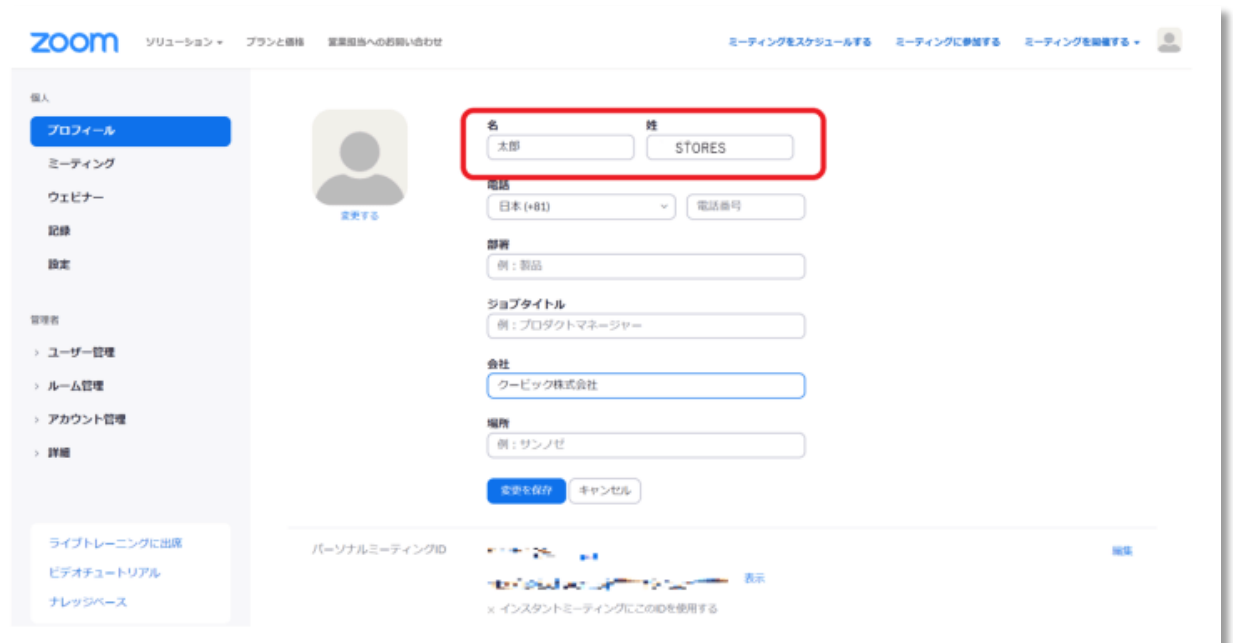 zoom ソリューション プランと価格 営業担当へのお問い合わせ ミーティングをスケジュールする ミーティングに参加する ミーティングを開催する
個人
プロフィール
ミーティング
ウェビナー
記録
設定
管理者
ユーザー管理
ルーム管理
アカウント管理
詳細
ライブトレーニングに出席
ビデオチュートリアル
ナレッジベース
変更する
名 姓
太郎 STORES
電話
日本 (+81) 電話番号
部署
例：製品
ジョブタイトル
例：プロダクトマネージャー
会社
クービック株式会社
場所
例：サンノゼ
変更を保存 キャンセル
パーソナルミーティングID 編集
表示
× インスタントミーティングにこのIDを使用する